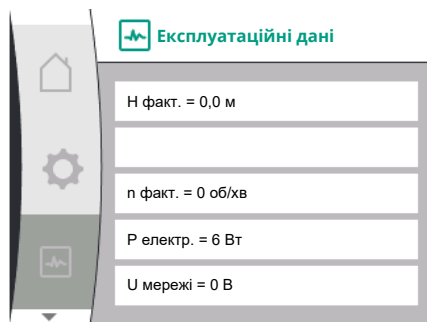 Експлуатаційні дані
H факт. = 0,0 м
n факт. = 0 об/хв
P електр. = 6 Вт
U мережі = 0 В